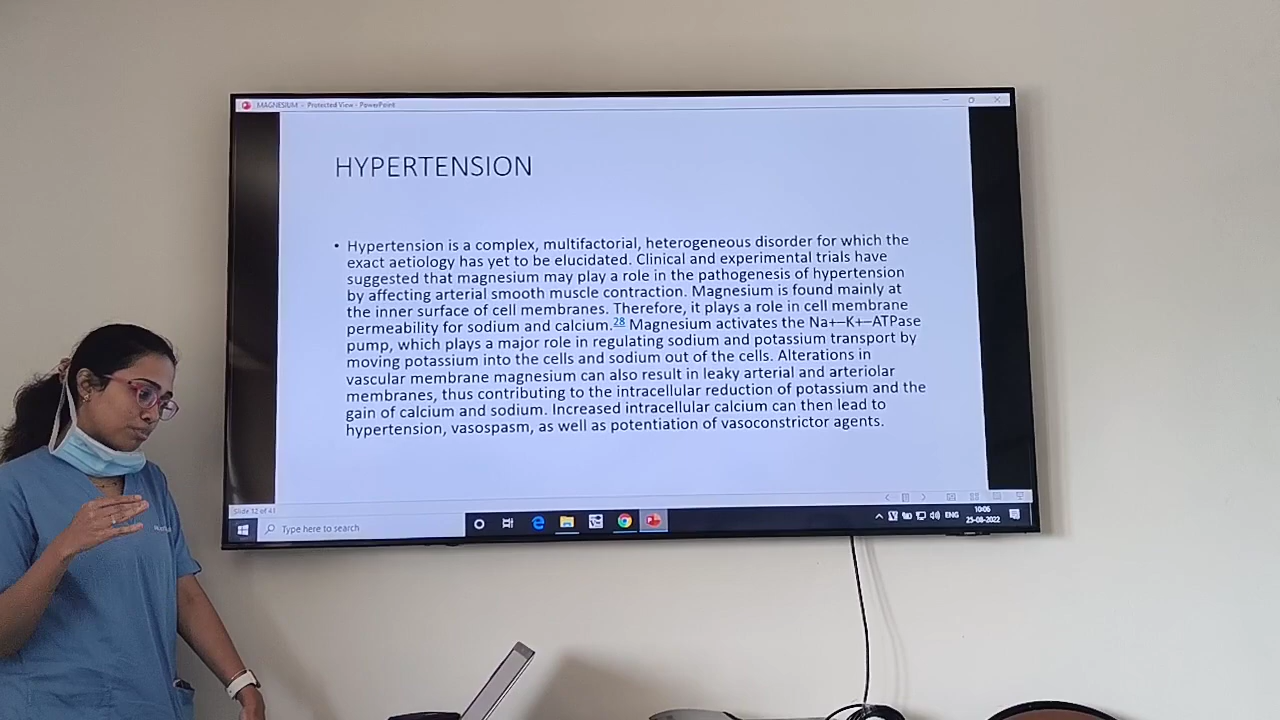 MAGNESIUM - Protected View - PowerPoint
HYPERTENSION
• Hypertension is a complex, multifactorial, heterogeneous disorder for which the
exact aetiology has yet to be elucidated. Clinical and experimental trials have
suggested that magnesium may play a role in the pathogenesis of hypertension
by affecting arterial smooth muscle contraction. Magnesium is found mainly at
the inner surface of cell membranes. Therefore, it plays a role in cell membrane
permeability for sodium and calcium.28 Magnesium activates the Na+–K+–ATPase
pump, which plays a major role in regulating sodium and potassium transport by
moving potassium into the cells and sodium out of the cells. Alterations in
vascular membrane magnesium can also result in leaky arterial and arteriolar
membranes, thus contributing to the intracellular reduction of potassium and the
gain of calcium and sodium. Increased intracellular calcium can then lead to
hypertension, vasospasm, as well as potentiation of vasoconstrictor agents.
Slide 12 of 41
Type here to search
ENG
10:06
25-08-2022